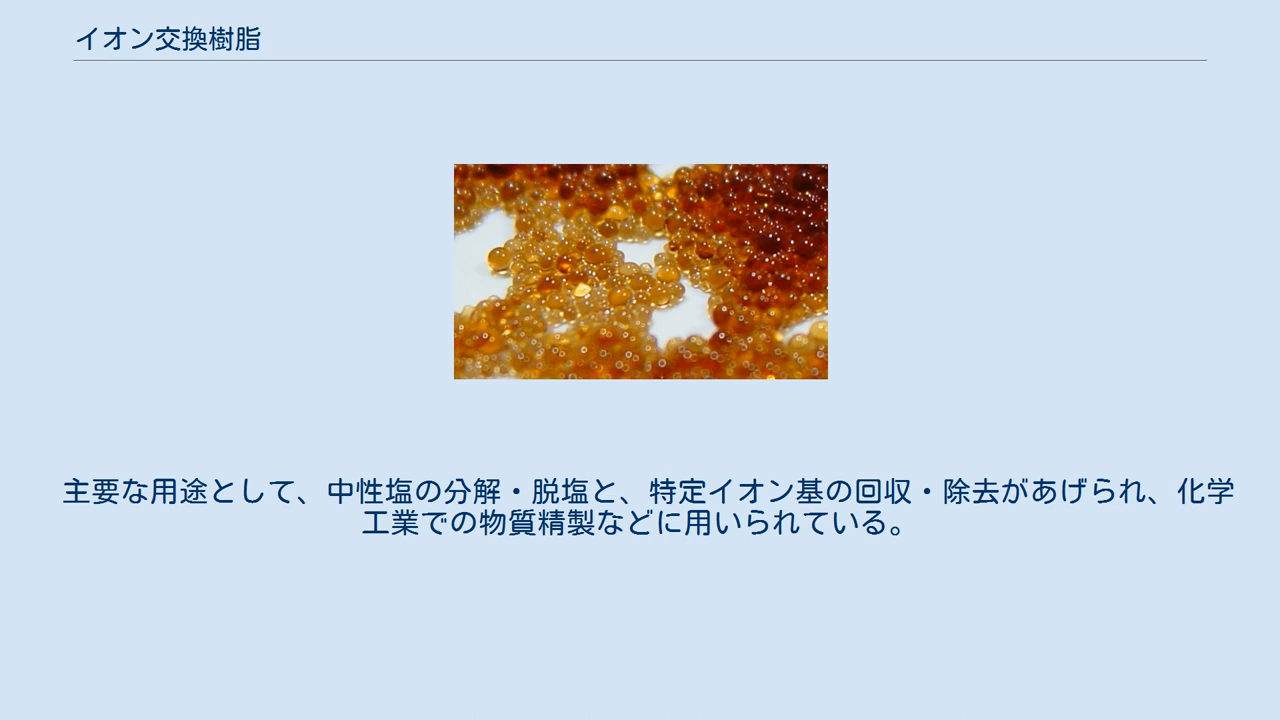 イオン交換樹脂
主要な用途として、中性塩の分解・脱塩と、特定イオン基の回収・除去があげられ、化学
工業での物質精製などに用いられている。